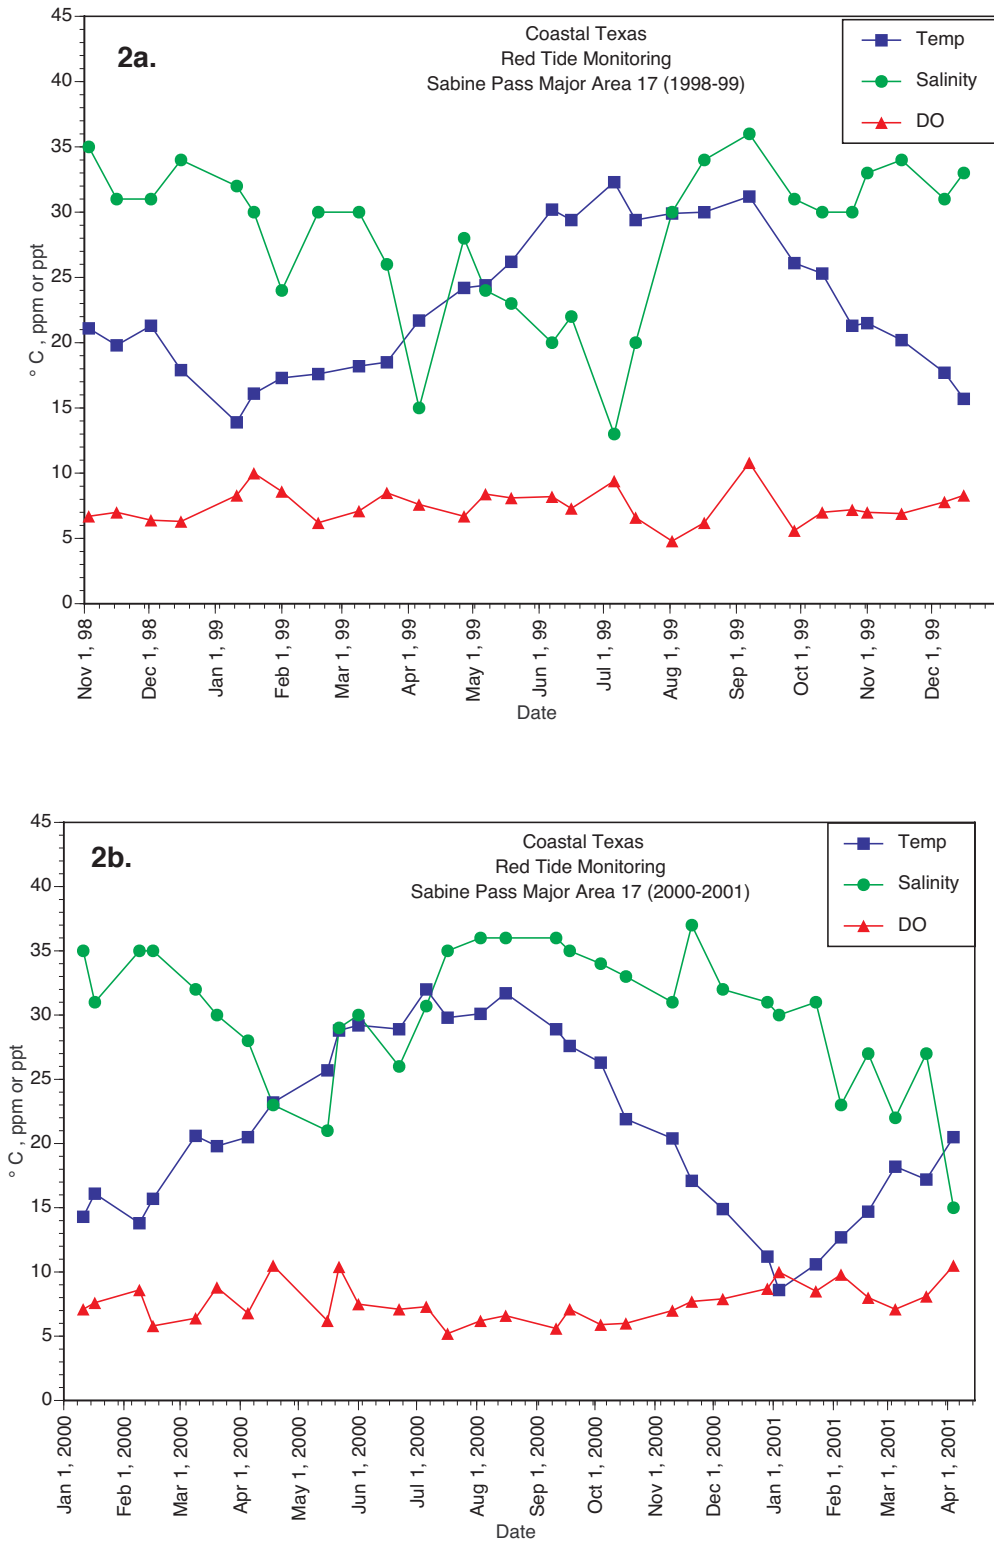 2a.
Coastal Texas
Red Tide Monitoring
Sabine Pass Major Area 17 (1998-99)
Temp
Salinity
DO
45
40
35
30
25
20
15
10
5
0
° C , ppm or ppt
Nov 1, 98
Dec 1, 98
Jan 1, 99
Feb 1, 99
Mar 1, 99
Apr 1, 99
May 1, 99
Jun 1, 99
Jul 1, 99
Aug 1, 99
Sep 1, 99
Oct 1, 99
Nov 1, 99
Dec 1, 99
Date
2b.
Coastal Texas
Red Tide Monitoring
Sabine Pass Major Area 17 (2000-2001)
Temp
Salinity
DO
45
40
35
30
25
20
15
10
5
0
° C , ppm or ppt
Jan 1, 2000
Feb 1, 2000
Mar 1, 2000
Apr 1, 2000
May 1, 2000
Jun 1, 2000
Jul 1, 2000
Aug 1, 2000
Sep 1, 2000
Oct 1, 2000
Nov 1, 2000
Dec 1, 2000
Jan 1, 2001
Feb 1, 2001
Mar 1, 2001
Apr 1, 2001
Date